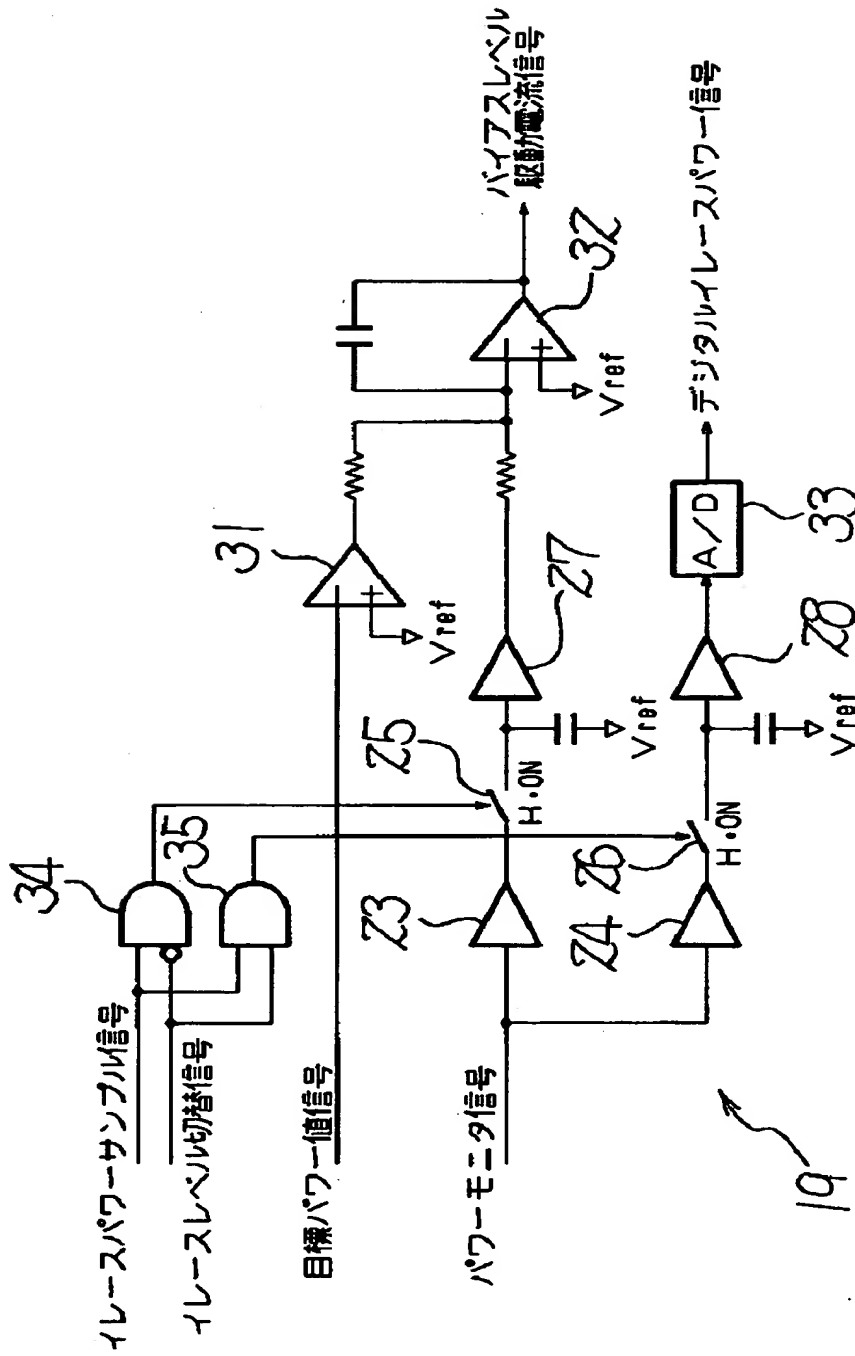 イレースパワーサンプル信号
イレースレベル切替信号
目標パワー値信号
パワーモニタ信号
34
35
31
25
23
H・ON
27
Vref
Vref
32
+
+
Vref
バイアスレベル
駆動電流信号
26
24
H・ON
28
Vref
A/D
33
デジタルイレースパワー信号
19